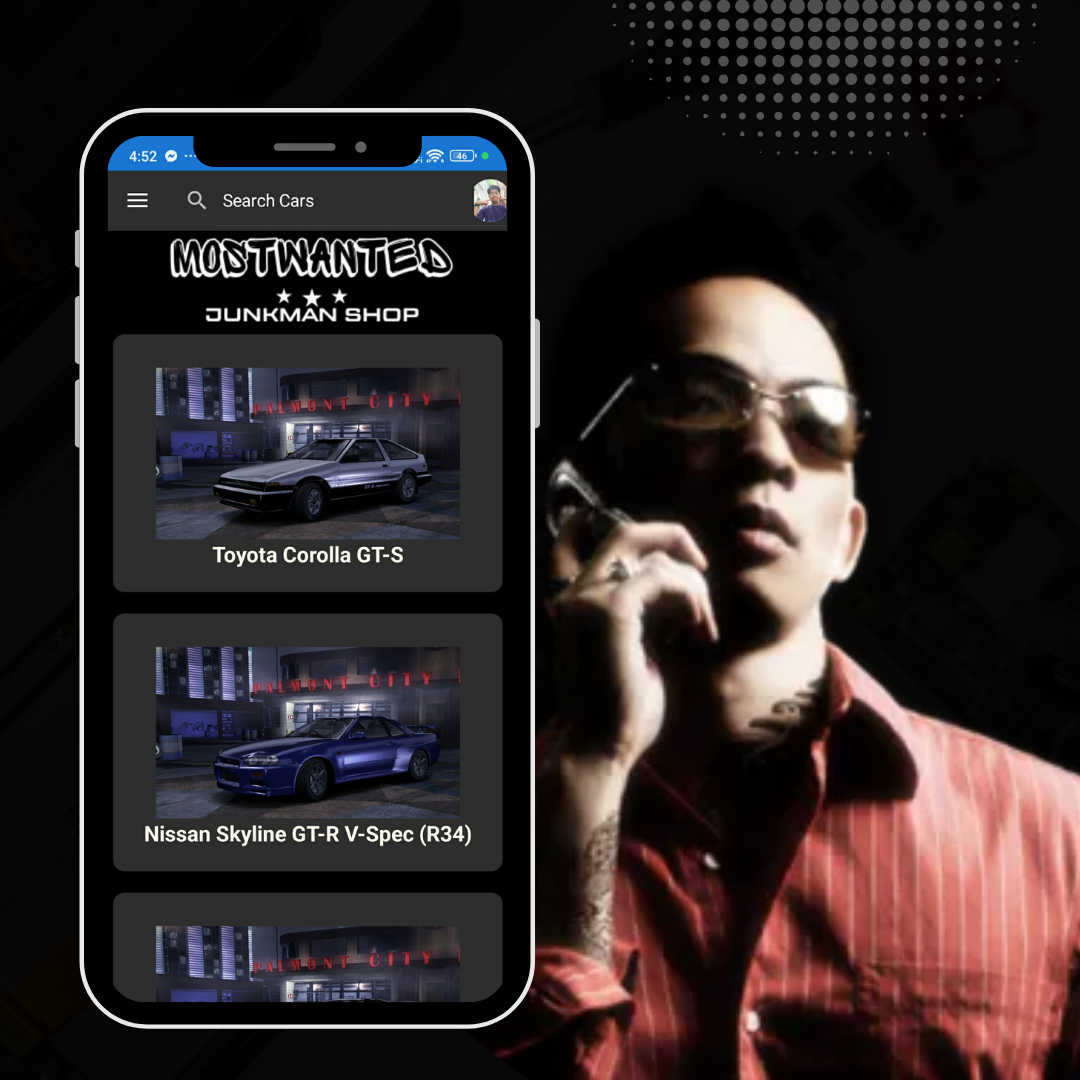 4:52
46
Search Cars
MOSTWANTED
JUNKMAN SHOP
PALMONT CITY
Toyota Corolla GT-S
PALMONT CITY
Nissan Skyline GT-R V-Spec (R34)
PALMONT CITY